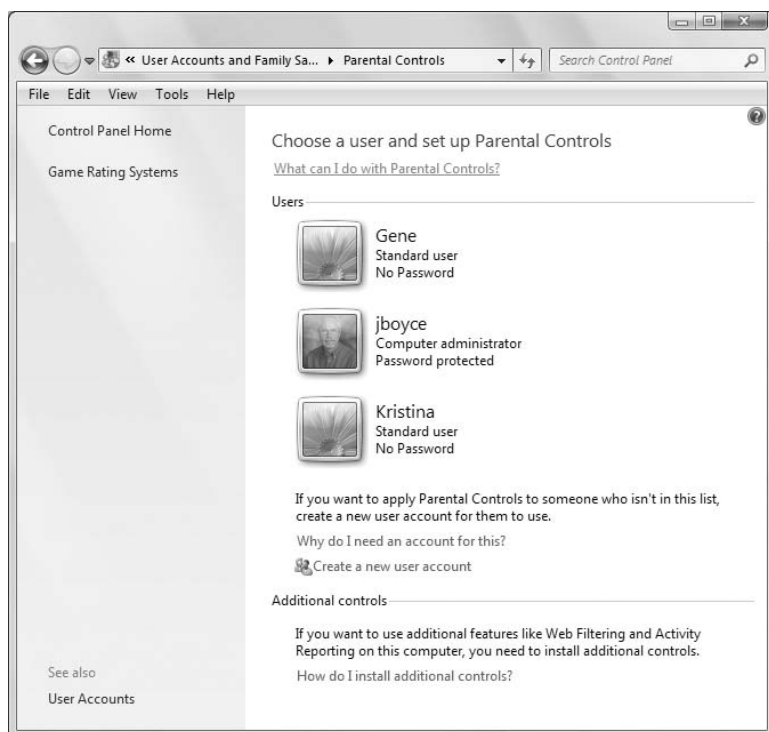 « User Accounts and Family Sa... ▸ Parental Controls
Search Control Panel
File Edit View Tools Help
Control Panel Home
Game Rating Systems
Choose a user and set up Parental Controls
What can I do with Parental Controls?
Users
Gene
Standard user
No Password
jboyce
Computer administrator
Password protected
Kristina
Standard user
No Password
If you want to apply Parental Controls to someone who isn't in this list,
create a new user account for them to use.
Why do I need an account for this?
Create a new user account
Additional controls
If you want to use additional features like Web Filtering and Activity
Reporting on this computer, you need to install additional controls.
How do I install additional controls?
See also
User Accounts